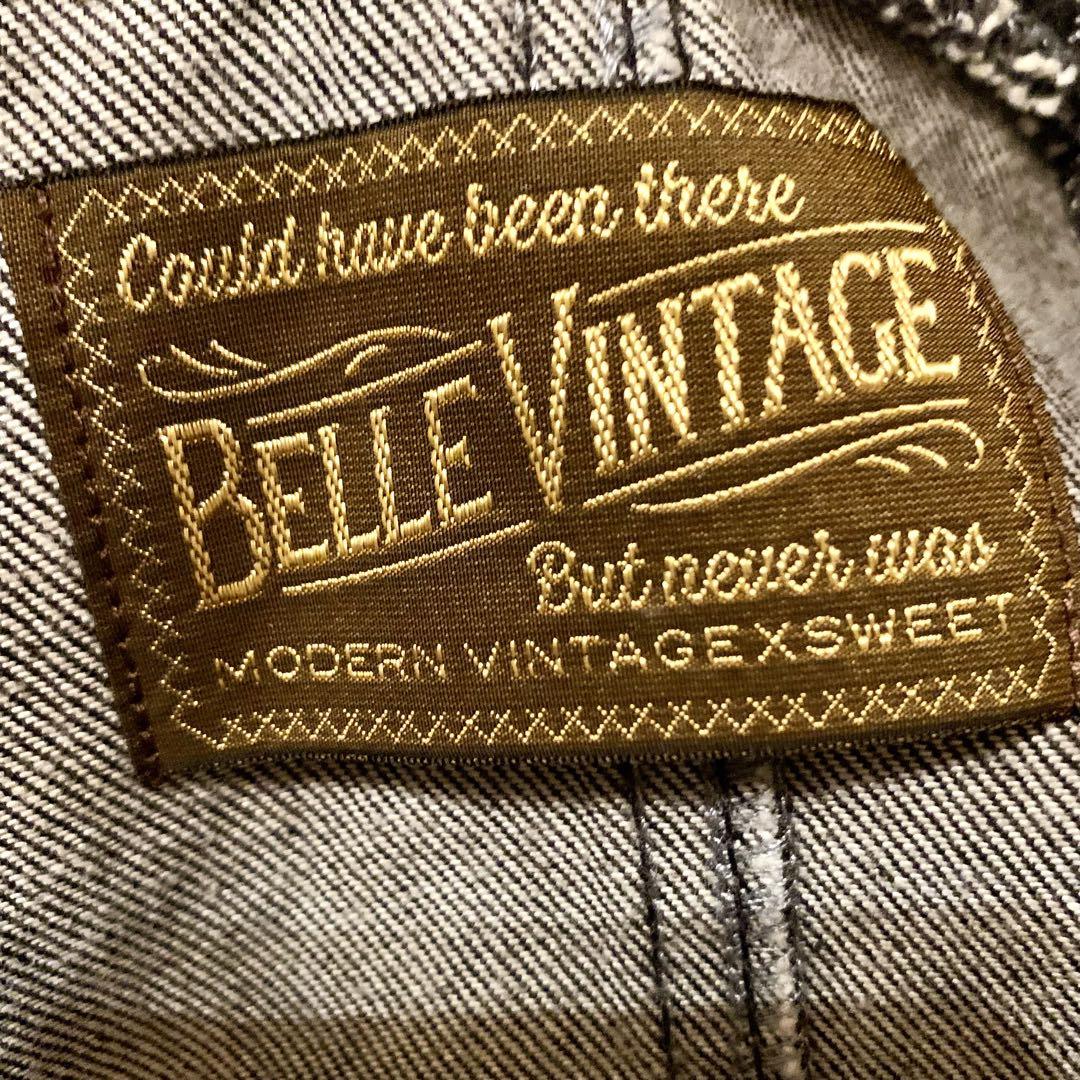 Could have been there
BELLE VINTAGE
But never was
MODERN VINTAGEXSWEET